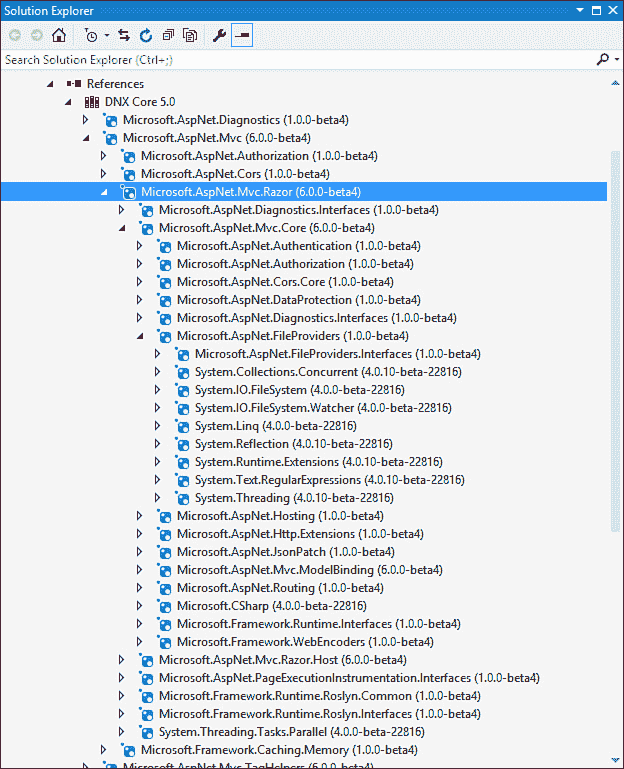 Solution Explorer
Search Solution Explorer (Ctrl+;)
References
DNX Core 5.0
Microsoft.AspNet.Diagnostics (1.0.0-beta4)
Microsoft.AspNet.Mvc (6.0.0-beta4)
Microsoft.AspNet.Authorization (1.0.0-beta4)
Microsoft.AspNet.Cors (1.0.0-beta4)
Microsoft.AspNet.Mvc.Razor (6.0.0-beta4)
Microsoft.AspNet.Diagnostics.Interfaces (1.0.0-beta4)
Microsoft.AspNet.Mvc.Core (6.0.0-beta4)
Microsoft.AspNet.Authentication (1.0.0-beta4)
Microsoft.AspNet.Authorization (1.0.0-beta4)
Microsoft.AspNet.Cors.Core (1.0.0-beta4)
Microsoft.AspNet.DataProtection (1.0.0-beta4)
Microsoft.AspNet.Diagnostics.Interfaces (1.0.0-beta4)
Microsoft.AspNet.FileProviders (1.0.0-beta4)
Microsoft.AspNet.FileProviders.Interfaces (1.0.0-beta4)
System.Collections.Concurrent (4.0.10-beta-22816)
System.IO.FileSystem (4.0.0-beta-22816)
System.IO.FileSystem.Watcher (4.0.0-beta-22816)
System.Linq (4.0.0-beta-22816)
System.Reflection (4.0.10-beta-22816)
System.Runtime.Extensions (4.0.10-beta-22816)
System.Text.RegularExpressions (4.0.10-beta-22816)
System.Threading (4.0.10-beta-22816)
Microsoft.AspNet.Hosting (1.0.0-beta4)
Microsoft.AspNet.Http.Extensions (1.0.0-beta4)
Microsoft.AspNet.JsonPatch (1.0.0-beta4)
Microsoft.AspNet.Mvc.ModelBinding (6.0.0-beta4)
Microsoft.AspNet.Routing (1.0.0-beta4)
Microsoft.CSharp (4.0.0-beta-22816)
Microsoft.Framework.Runtime.Interfaces (1.0.0-beta4)
Microsoft.Framework.WebEncoders (1.0.0-beta4)
Microsoft.AspNet.Mvc.Razor.Host (6.0.0-beta4)
Microsoft.AspNet.PageExecutionInstrumentation.Interfaces (1.0.0-beta4)
Microsoft.Framework.Runtime.Roslyn.Common (1.0.0-beta4)
Microsoft.Framework.Runtime.Roslyn.Interfaces (1.0.0-beta4)
System.Threading.Tasks.Parallel (4.0.0-beta-22816)
Microsoft.Framework.Caching.Memory (1.0.0-beta4)
Microsoft.AspNet.Mvc.TagHelpers (6.0.0-beta4)